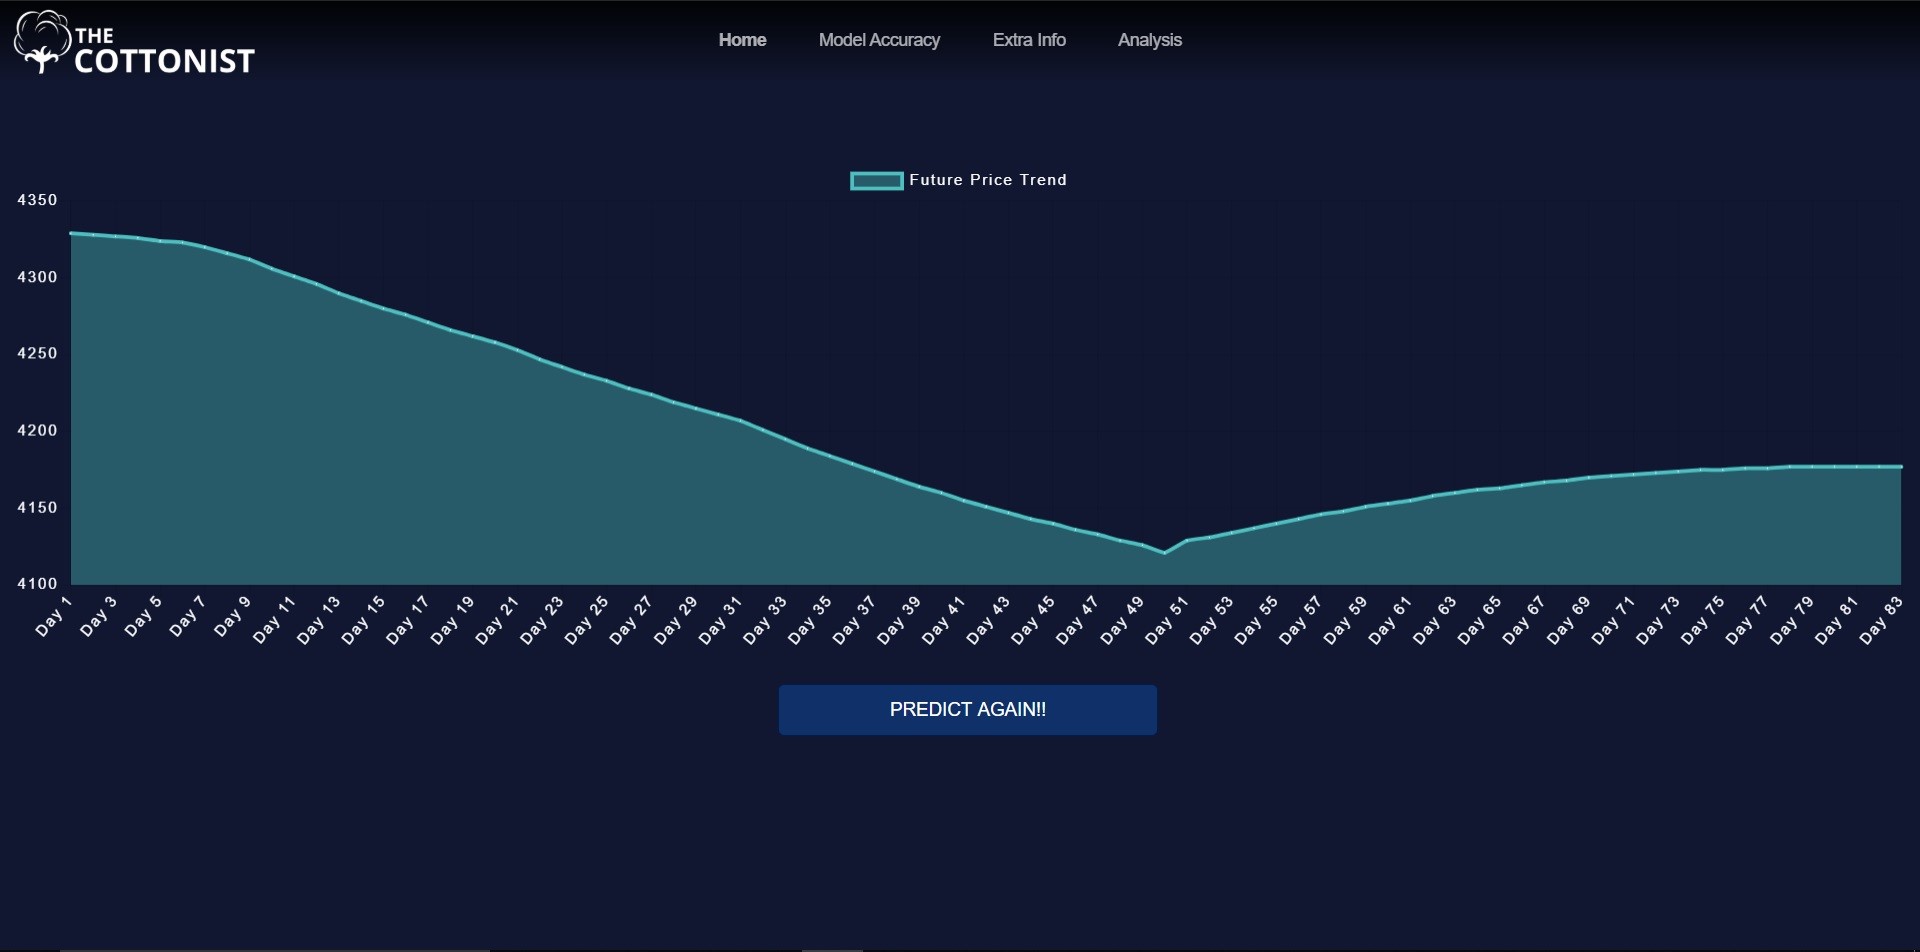 THE
COTTONIST
Home Model Accuracy Extra Info Analysis
Future Price Trend
4350
4300
4250
4200
4150
4100
Day 1 Day 3 Day 5 Day 7 Day 9 Day 11 Day 13 Day 15 Day 17 Day 19 Day 21 Day 23 Day 25 Day 27 Day 29 Day 31 Day 33 Day 35 Day 37 Day 39 Day 41 Day 43 Day 45 Day 47 Day 49 Day 51 Day 53 Day 55 Day 57 Day 59 Day 61 Day 63 Day 65 Day 67 Day 69 Day 71 Day 73 Day 75 Day 77 Day 79 Day 81 Day 83
PREDICT AGAIN!!